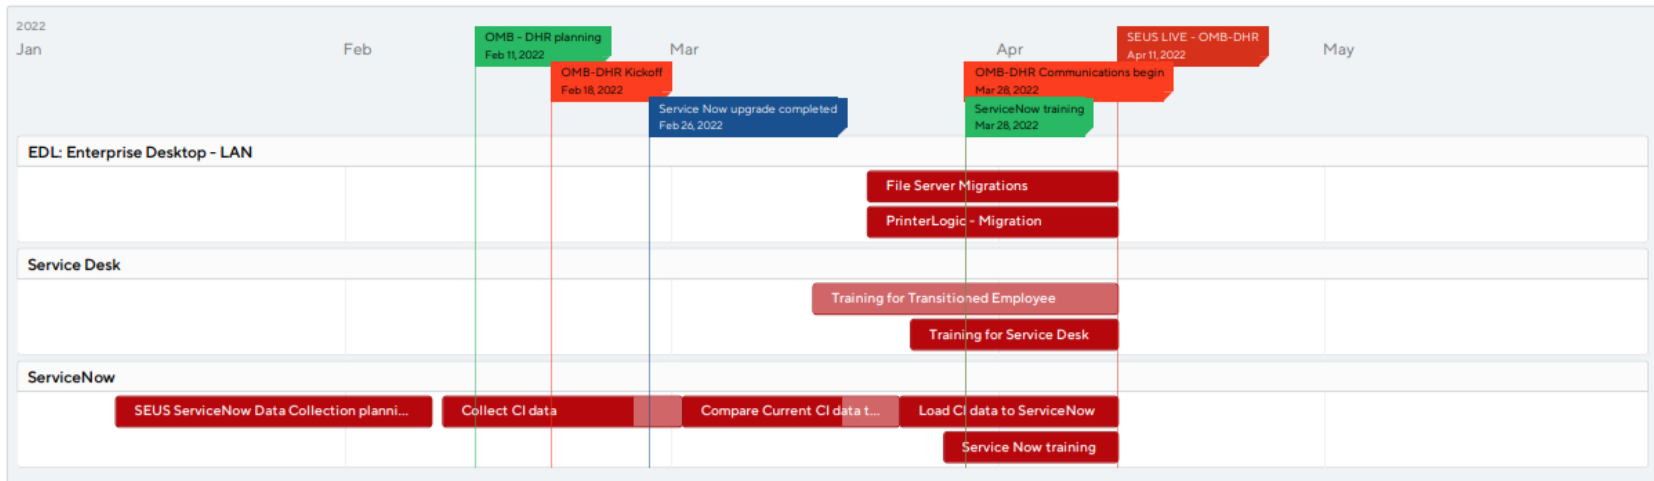 2022
Jan
Feb
Mar
Apr
May
OMB - DHR planning
Feb 11, 2022
SEUS LIVE - OMB-DHR
Apr 11, 2022
OMB-DHR Kickoff
Feb 18, 2022
OMB-DHR Communications begin
Mar 28, 2022
Service Now upgrade completed
Feb 26, 2022
ServiceNow training
Mar 28, 2022
EDL: Enterprise Desktop - LAN
File Server Migrations
PrinterLogic - Migration
Service Desk
Training for Transitioned Employee
Training for Service Desk
ServiceNow
SEUS ServiceNow Data Collection planni...
Collect CI data
Compare Current CI data t...
Load CI data to ServiceNow
Service Now training